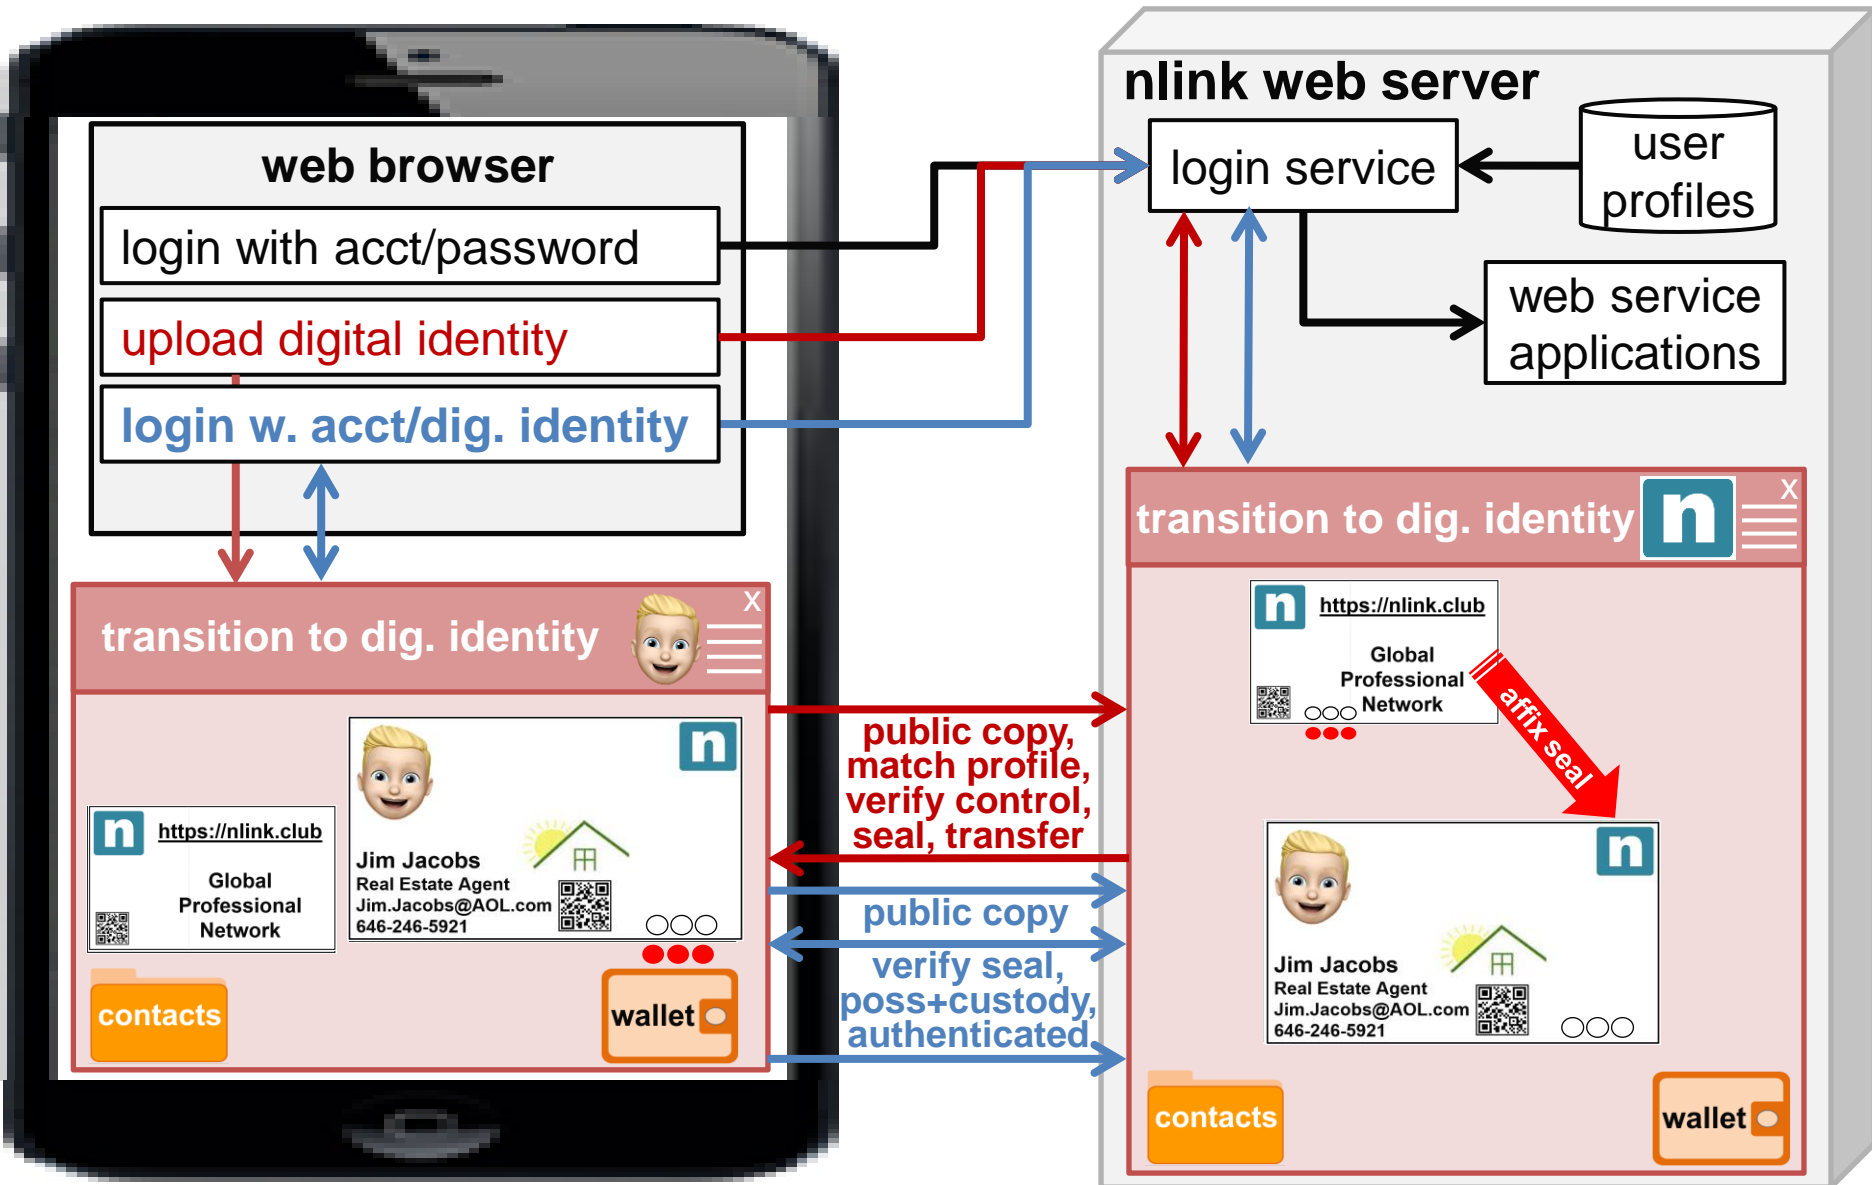 web browser
login with acct/password
upload digital identity
login w. acct/dig. identity
transition to dig. identity
X
n
https://nlink.club
Global
Professional
Network
n
Jim Jacobs
Real Estate Agent
Jim.Jacobs@AOL.com
646-246-5921
contacts
wallet
public copy,
match profile,
verify control,
seal, transfer
public copy
verify seal,
poss+custody,
authenticated
nlink web server
login service
user
profiles
web service
applications
transition to dig. identity
n
X
n
https://nlink.club
Global
Professional
Network
affix seal
n
Jim Jacobs
Real Estate Agent
Jim.Jacobs@AOL.com
646-246-5921
contacts
wallet